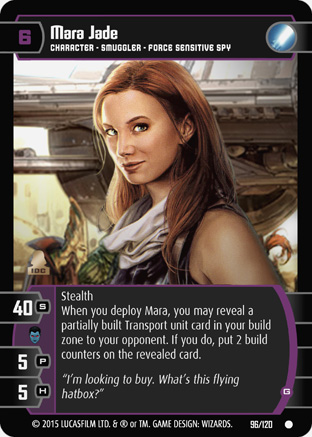 6
Mara Jade
CHARACTER - SMUGGLER - FORCE SENSITIVE SPY
IDC
40 S
5 P
5 H
Stealth
When you deploy Mara, you may reveal a
partially built Transport unit card in your build
zone to your opponent. If you do, put 2 build
counters on the revealed card.
“I’m looking to buy. What’s this flying
hatbox?”
G
© 2015 LUCASFILM LTD. & ® or TM. GAME DESIGN: WIZARDS.
96/120